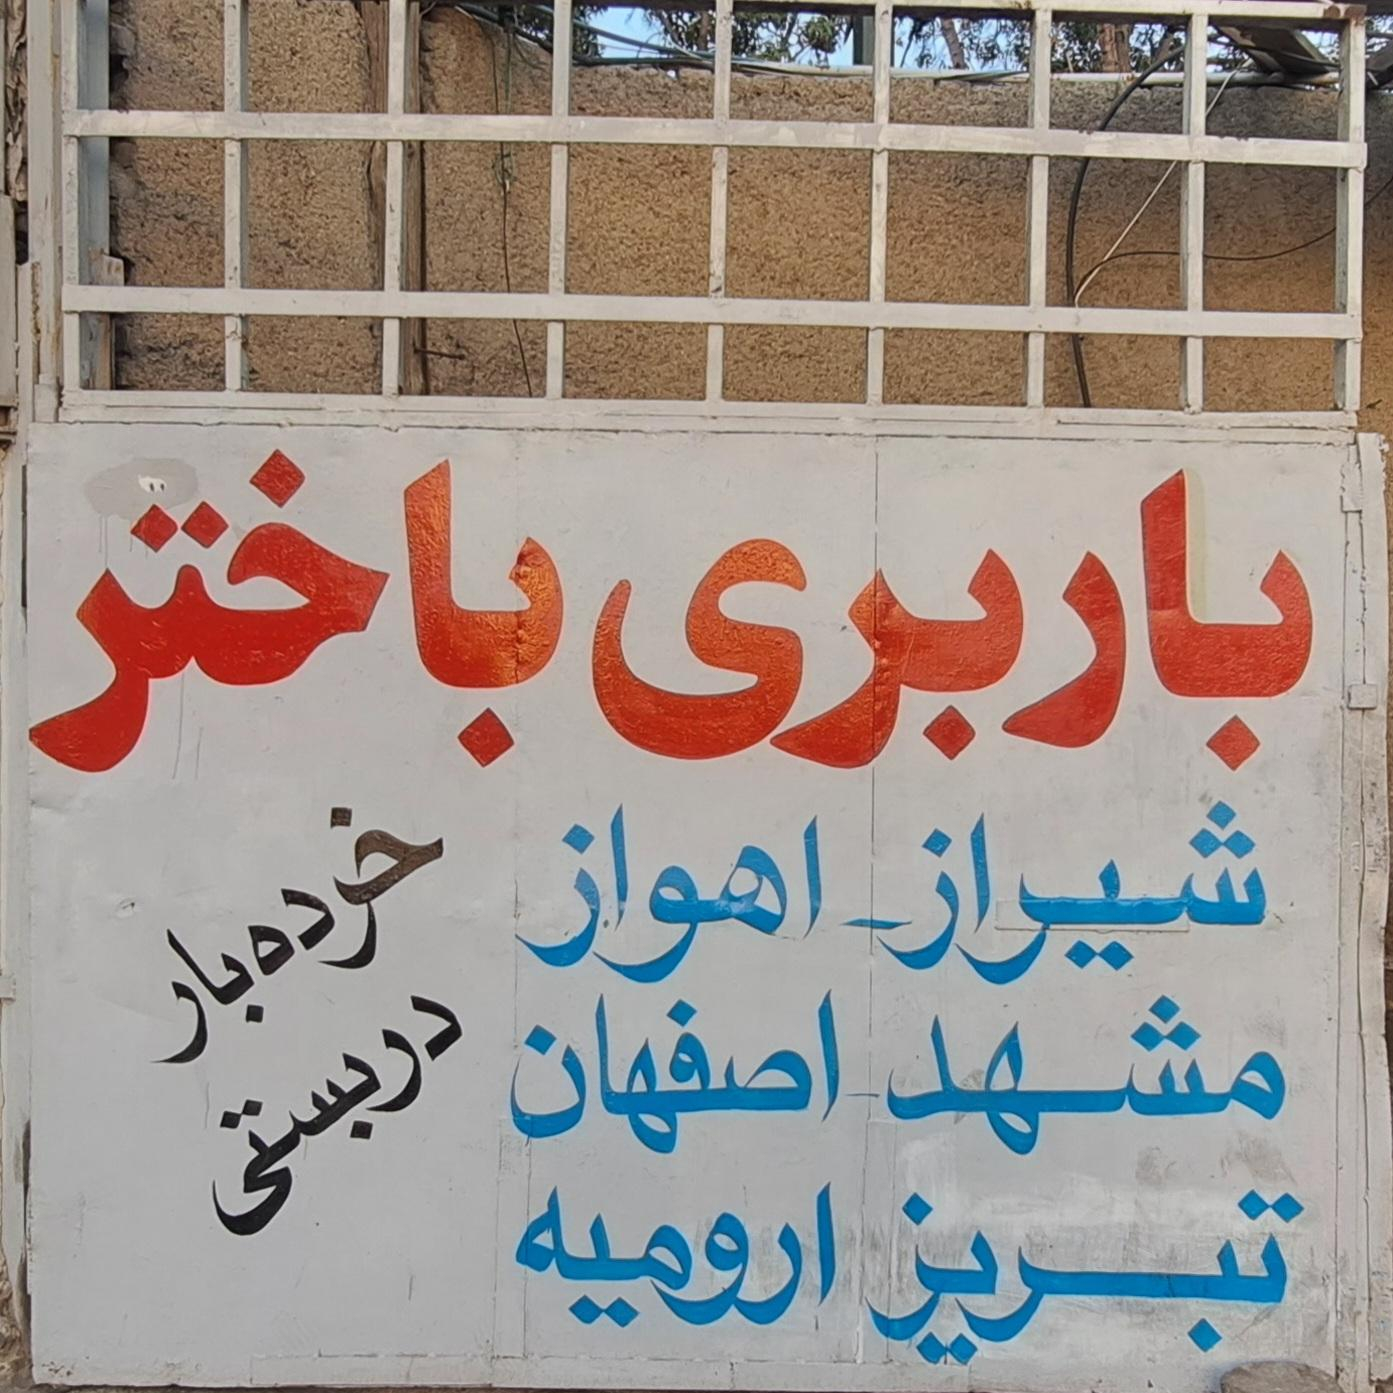 باربری باختر
شیراز - اهواز
مشهد - اصفهان
تبریز ارومیه
خرده بار
دربستی